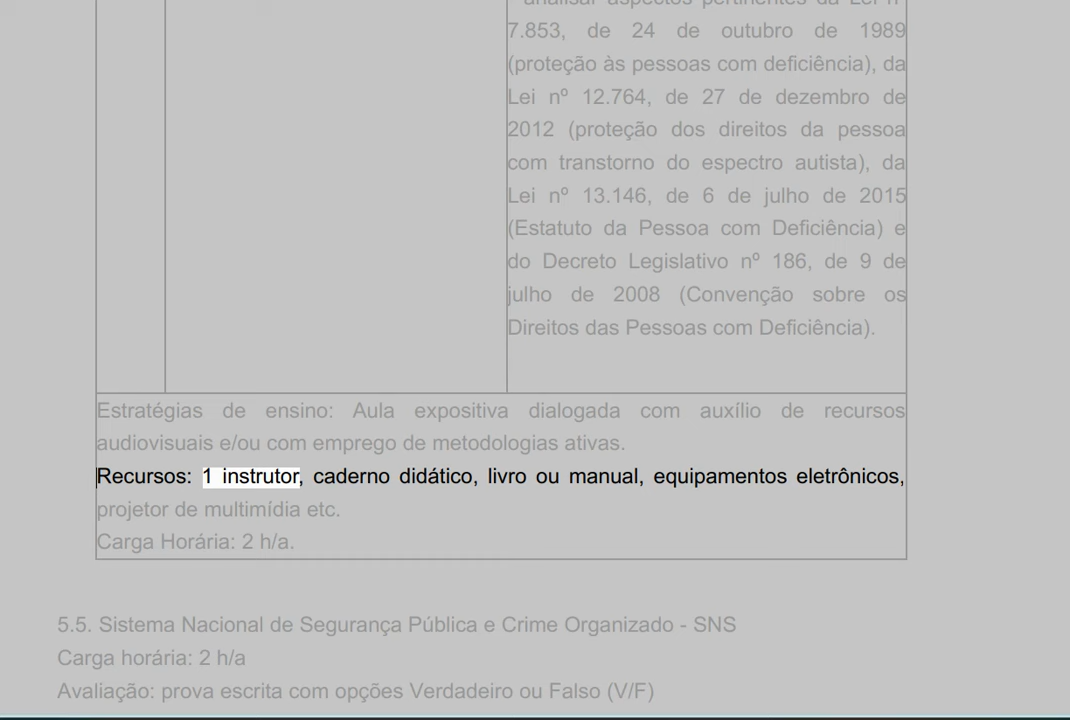 - analisar aspectos pertinentes da Lei nº
7.853, de 24 de outubro de 1989
(proteção às pessoas com deficiência), da
Lei nº 12.764, de 27 de dezembro de
2012 (proteção dos direitos da pessoa
com transtorno do espectro autista), da
Lei nº 13.146, de 6 de julho de 2015
(Estatuto da Pessoa com Deficiência) e
do Decreto Legislativo nº 186, de 9 de
julho de 2008 (Convenção sobre os
Direitos das Pessoas com Deficiência).
Estratégias de ensino: Aula expositiva dialogada com auxílio de recursos
audiovisuais e/ou com emprego de metodologias ativas.
Recursos: 1 instrutor, caderno didático, livro ou manual, equipamentos eletrônicos,
projetor de multimídia etc.
Carga Horária: 2 h/a.
5.5. Sistema Nacional de Segurança Pública e Crime Organizado - SNS
Carga horária: 2 h/a
Avaliação: prova escrita com opções Verdadeiro ou Falso (V/F)